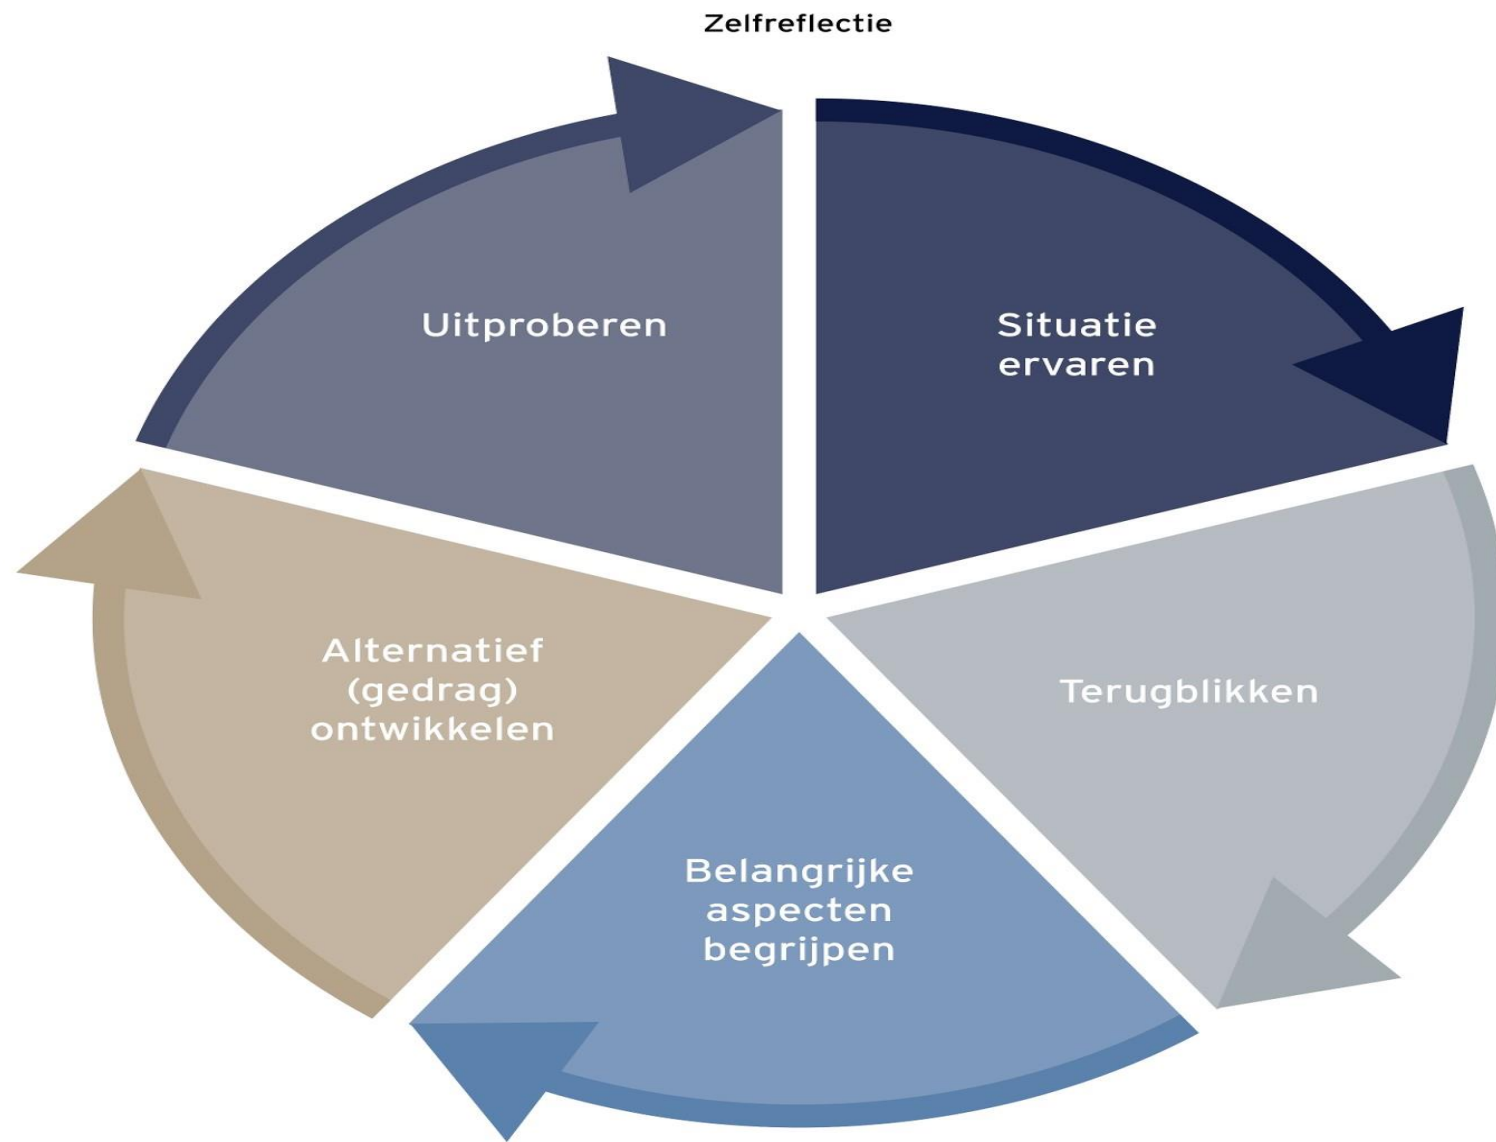 Zelfreflectie
Situatie
ervaren
Terugblikken
Belangrijke
aspecten
begrijpen
Alternatief
(gedrag)
ontwikkelen
Uitproberen